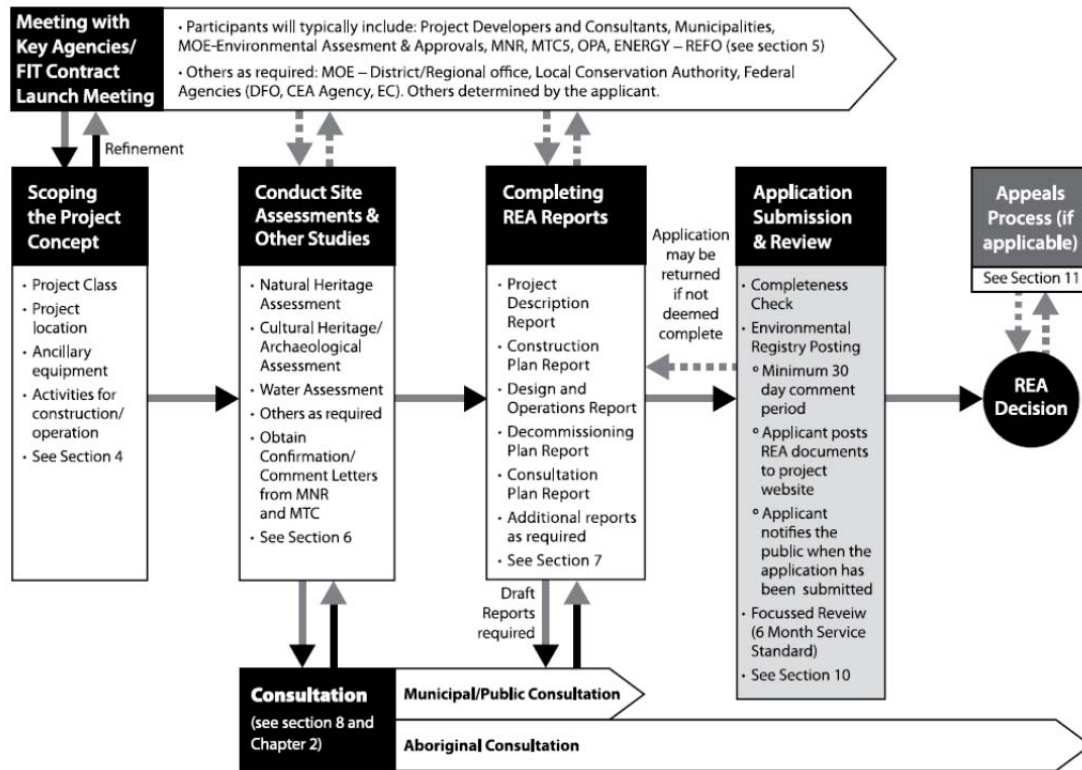 Meeting with
Key Agencies/
FIT Contract
Launch Meeting
• Participants will typically include: Project Developers and Consultants, Municipalities,
MOE-Environmental Assesment & Approvals, MNR, MTC5, OPA, ENERGY – REFO (see section 5)
• Others as required: MOE – District/Regional office, Local Conservation Authority, Federal
Agencies (DFO, CEA Agency, EC). Others determined by the applicant.
Refinement
Scoping
the Project
Concept
• Project Class
• Project
location
• Ancillary
equipment
• Activities for
construction/
operation
• See Section 4
Conduct Site
Assessments &
Other Studies
• Natural Heritage
Assessment
• Cultural Heritage/
Archaeological
Assessment
• Water Assessment
• Others as required
• Obtain
Confirmation/
Comment Letters
from MNR
and MTC
• See Section 6
Completing
REA Reports
• Project
Description
Report
• Construction
Plan Report
• Design and
Operations Report
• Decommissioning
Plan Report
• Consultation
Plan Report
• Additional reports
as required
• See Section 7
Application
may be
returned
if not
deemed
complete
Application
Submission
& Review
• Completeness
Check
• Environmental
Registry Posting
º Minimum 30
day comment
period
º Applicant posts
REA documents
to project
website
º Applicant
notifies the
public when the
application has
been submitted
• Focussed Reveiw
(6 Month Service
Standard)
• See Section 10
Appeals
Process (if
applicable)
See Section 11
REA
Decision
Draft
Reports
required
Consultation
(see section 8 and
Chapter 2)
Municipal/Public Consultation
Aboriginal Consultation